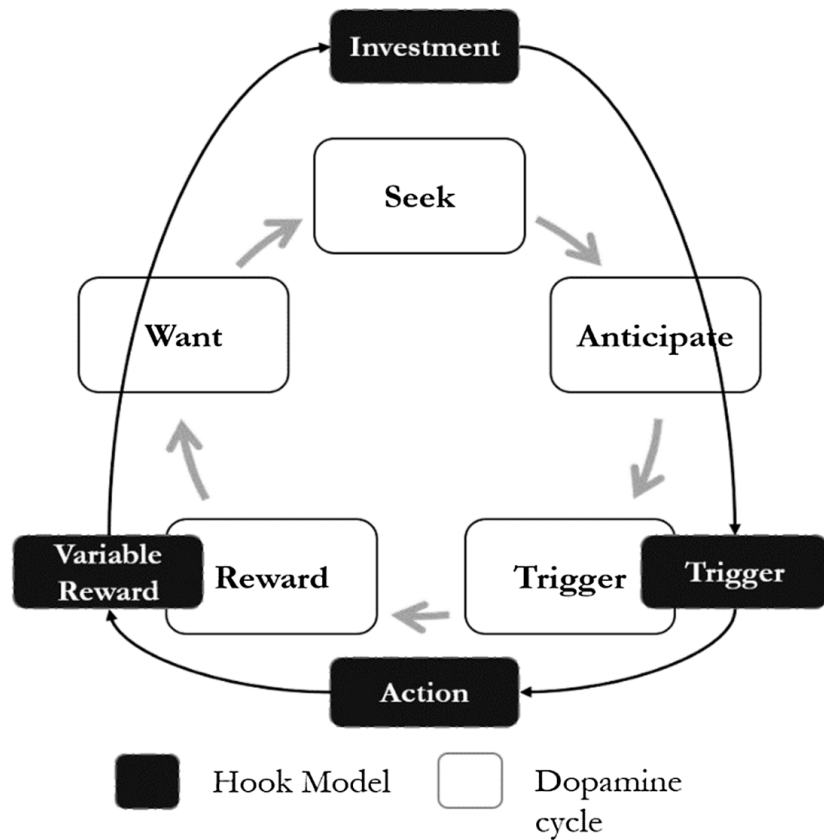 Investment
Seek
Want
Anticipate
Variable
Reward
Reward
Trigger
Trigger
Action
Hook Model
Dopamine
cycle